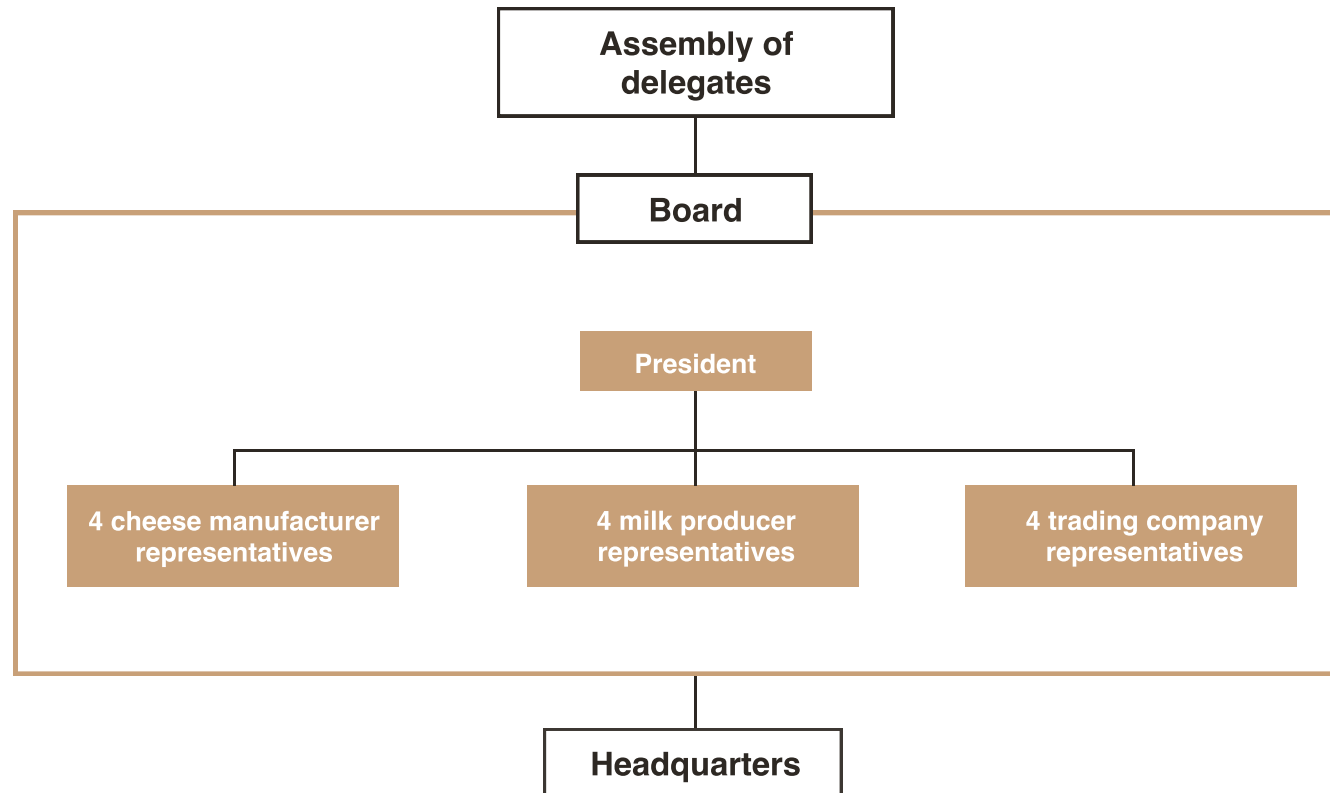 Assembly of
delegates
Board
President
4 cheese manufacturer
representatives
4 milk producer
representatives
4 trading company
representatives
Headquarters